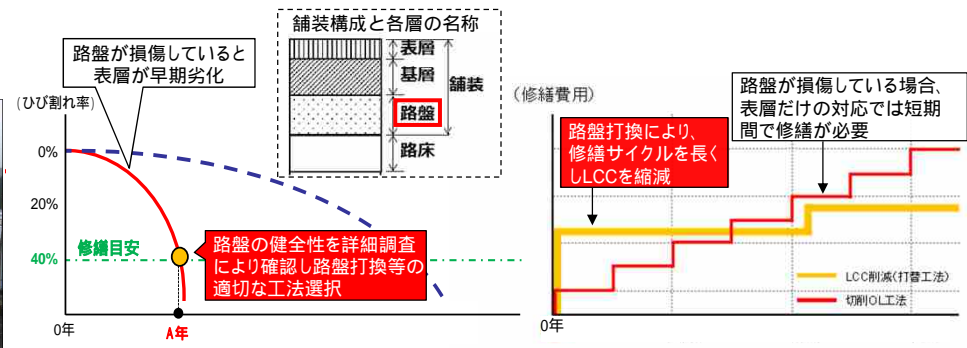 舗装構成と各層の名称
表層
基層
舗装
路盤
路床
路盤が損傷していると
表層が早期劣化
(ひび割れ率)
0%
20%
修繕目安
40%
路盤の健全性を詳細調査
により確認し路盤打換等の
適切な工法選択
0年
A年
(修繕費用)
路盤打換により、
修繕サイクルを長く
しLCCを縮減
路盤が損傷している場合、
表層だけの対応では短期
間で修繕が必要
LCC削減(打替工法)
切削OL工法
0年